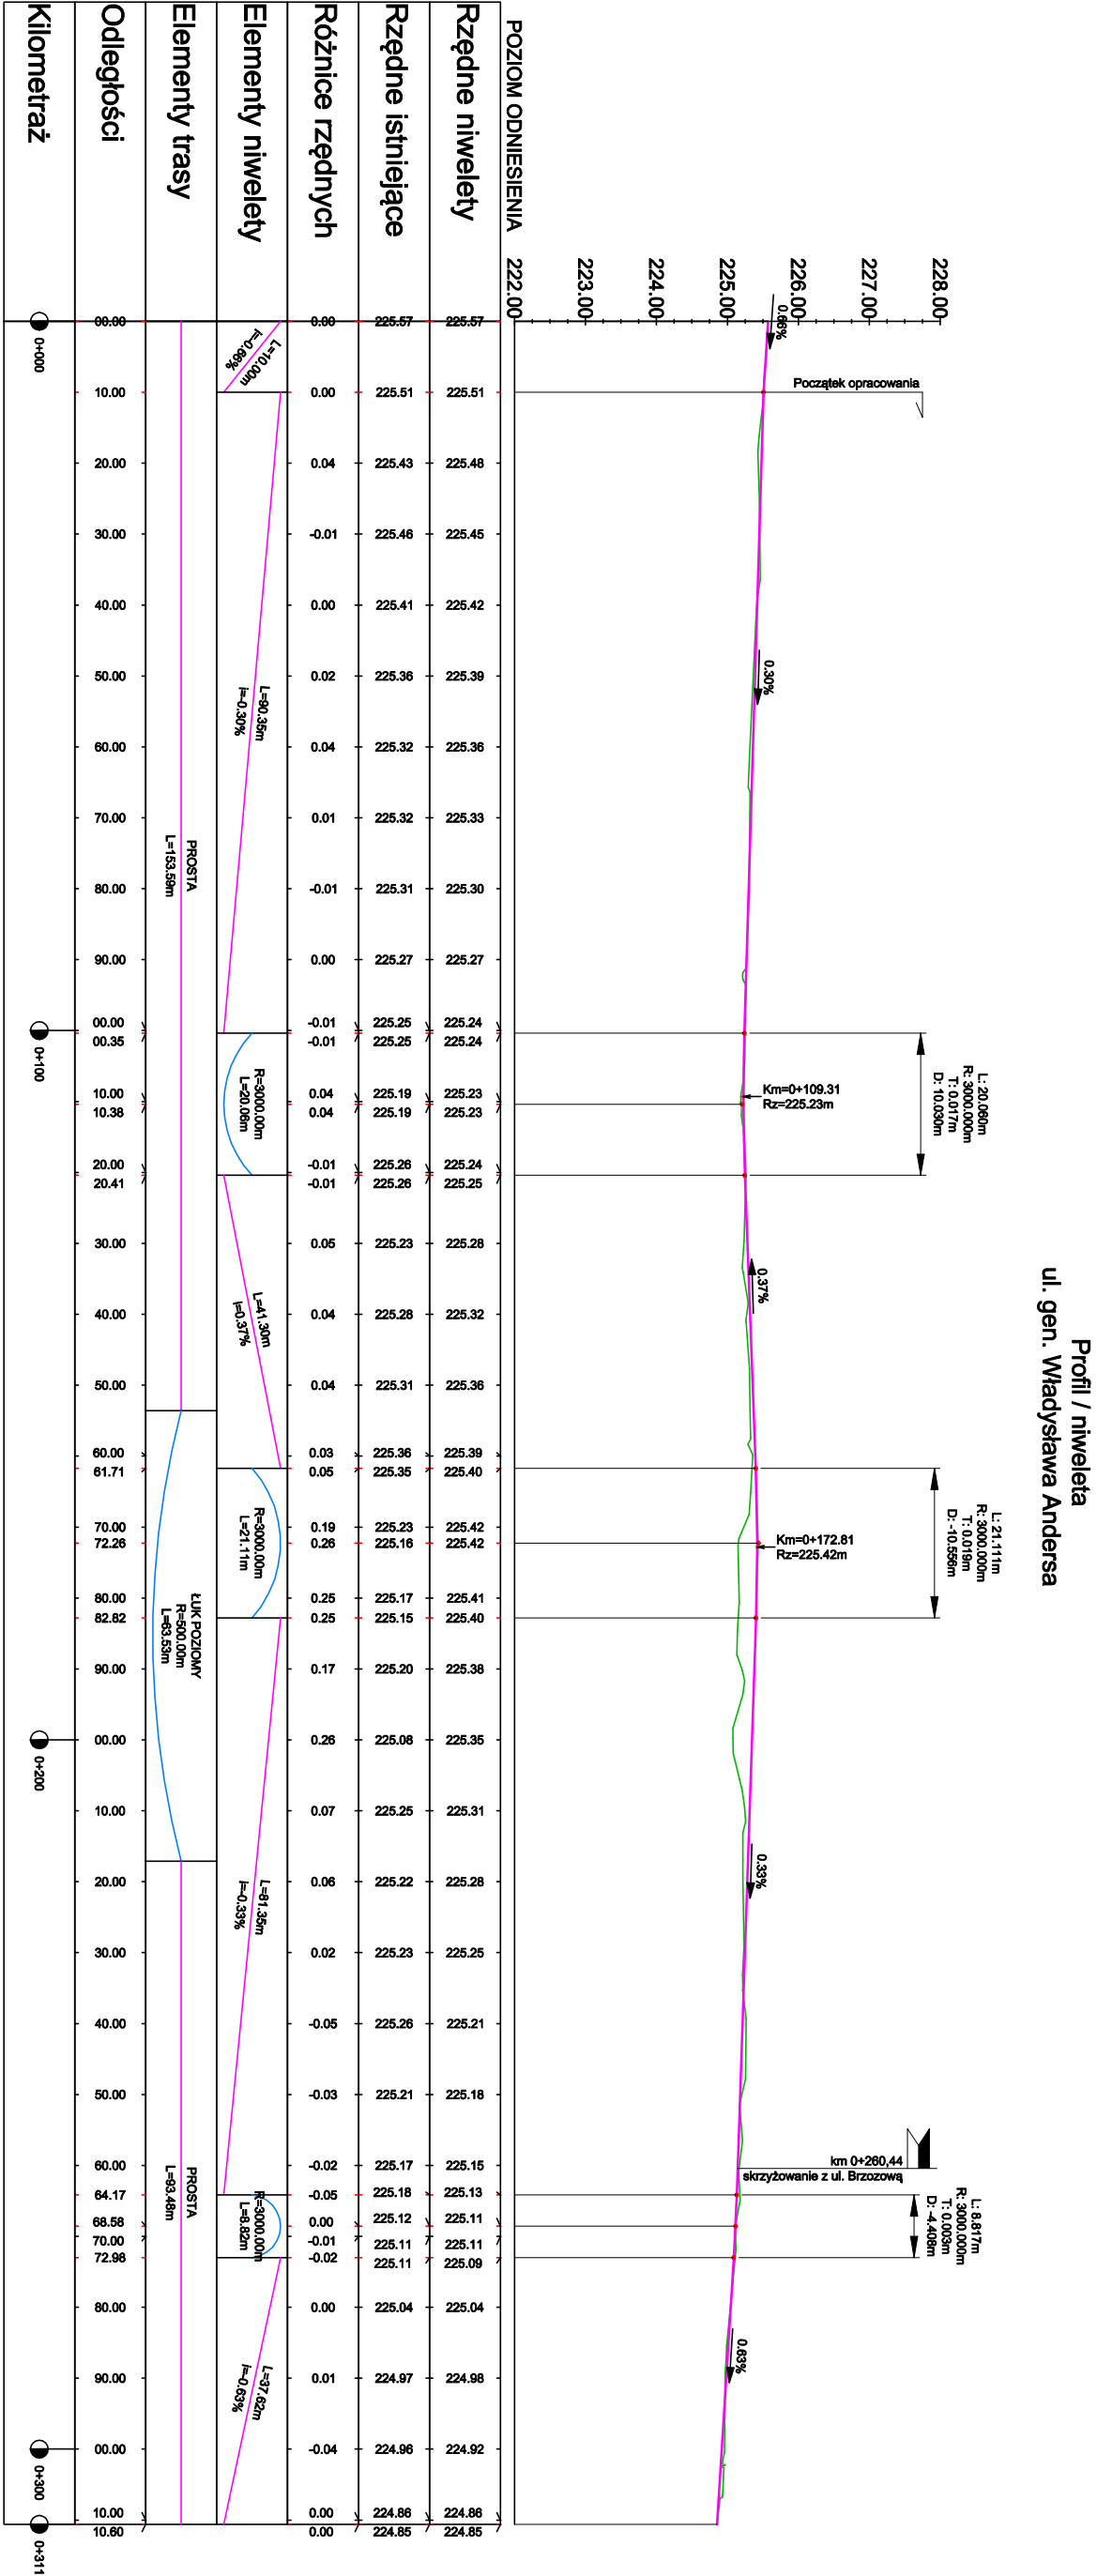 Profil / niweleta
ul. gen. Władysława Andersa
L: 20.060m
R: 3000.000m
T: 0.017m
D: 10.030m
L: 21.111m
R: 3000.000m
T: 0.019m
D: -10.556m
L: 8.817m
R: 3000.000m
T: 0.003m
D: -4.408m
Początek opracowania
km 0+260,44
skrzyżowanie z ul. Brzozową
Km=0+109.31
Rz=225.23m
Km=0+172.81
Rz=225.42m
0.66%
0.30%
0.37%
0.33%
0.63%
228.00
227.00
226.00
225.00
224.00
223.00
222.00
POZIOM ODNIESIENIA
Rzędne niwelety
225.57 225.51 225.48 225.45 225.42 225.39 225.36 225.33 225.30 225.27 225.24 225.24 225.23 225.23 225.24 225.25 225.28 225.32 225.36 225.39 225.40 225.42 225.42 225.41 225.40 225.38 225.35 225.31 225.28 225.25 225.21 225.18 225.15 225.13 225.11 225.11 225.09 225.04 224.98 224.92 224.86 224.85
Rzędne istniejące
225.57 225.51 225.43 225.46 225.41 225.36 225.32 225.32 225.31 225.27 225.25 225.25 225.19 225.19 225.26 225.26 225.23 225.28 225.31 225.36 225.35 225.23 225.16 225.17 225.15 225.20 225.08 225.25 225.22 225.23 225.26 225.21 225.17 225.18 225.12 225.11 225.11 225.04 224.97 224.96 224.86 224.85
Różnice rzędnych
0.00 0.00 0.04 -0.01 0.00 0.02 0.04 0.01 -0.01 0.00 -0.01 -0.01 0.04 0.04 -0.01 -0.01 0.05 0.04 0.04 0.03 0.05 0.19 0.26 0.25 0.25 0.17 0.26 0.07 0.06 0.02 -0.05 -0.03 -0.02 -0.05 0.00 -0.01 -0.02 0.00 0.01 -0.04 0.00 0.00
Elementy niwelety
L=10.00m
i=-0.66%
L=90.35m
i=-0.30%
R=3000.00m
L=20.06m
L=41.30m
i=0.37%
R=3000.00m
L=21.11m
L=81.35m
i=-0.33%
R=3000.00m
L=8.82m
L=37.62m
i=-0.63%
Elementy trasy
PROSTA
L=153.59m
ŁUK POZIOMY
R=500.00m
L=63.53m
PROSTA
L=93.48m
Odległości
00.00 10.00 20.00 30.00 40.00 50.00 60.00 70.00 80.00 90.00 00.00 00.35 10.00 10.38 20.00 20.41 30.00 40.00 50.00 60.00 61.71 70.00 72.26 80.00 82.82 90.00 00.00 10.00 20.00 30.00 40.00 50.00 60.00 64.17 68.58 70.00 72.98 80.00 90.00 00.00 10.00 10.60
Kilometraż
0+000 0+100 0+200 0+300 0+311